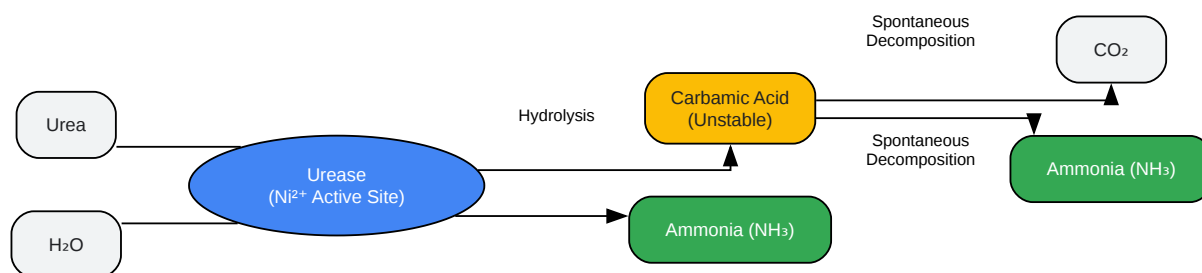 Urea
H₂O
Urease
(Ni²⁺ Active Site)
Hydrolysis
Carbamic Acid
(Unstable)
Ammonia (NH₃)
Spontaneous
Decomposition
CO₂
Spontaneous
Decomposition
Ammonia (NH₃)